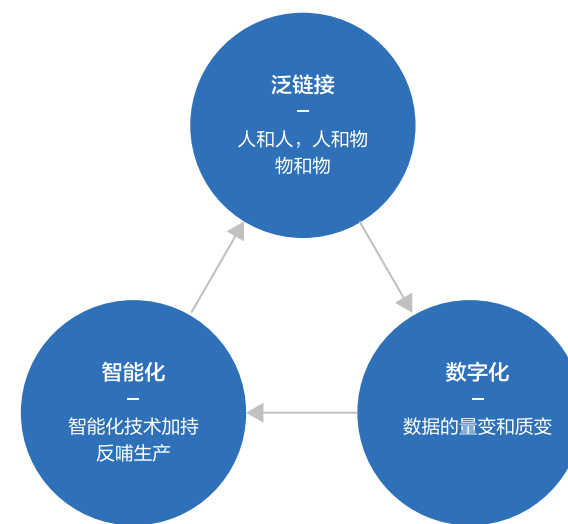 泛链接
人和人，人和物
物和物
智能化
智能化技术加持
反哺生产
数字化
数据的量变和质变